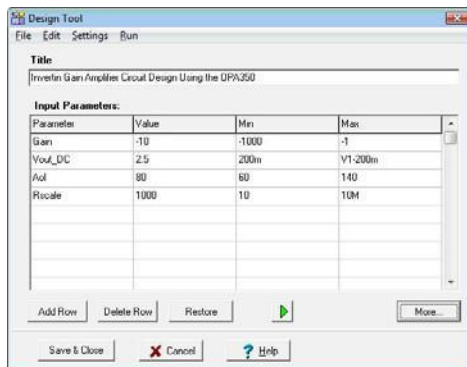 Design Tool
File Edit Settings Run
Title
Invertin Gain Amplifier Circuit Design Using the OPA350
Input Parameters:
Parameter Value Min Max
Gain -10 -1000 -1
Vout_DC 2.5 200m V1-200m
Aol 80 60 140
Rscale 1000 10 10M
Add Row Delete Row Restore More...
Save & Close Cancel Help